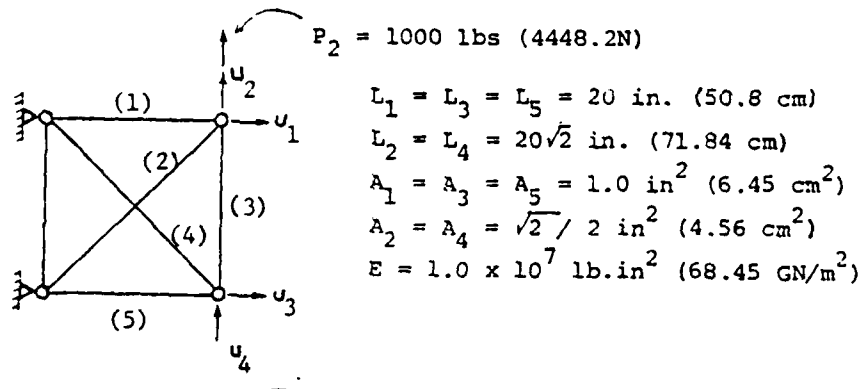 P₂ = 1000 lbs (4448.2N)
u₂
(1)
u₁
L₁ = L₃ = L₅ = 20 in. (50.8 cm)
L₂ = L₄ = 20√2 in. (71.84 cm)
(2)
A₁ = A₃ = A₅ = 1.0 in² (6.45 cm²)
(3)
(4)
A₂ = A₄ = √2 / 2 in² (4.56 cm²)
E = 1.0 x 10⁷ lb.in² (68.45 GN/m²)
u₃
(5)
u₄